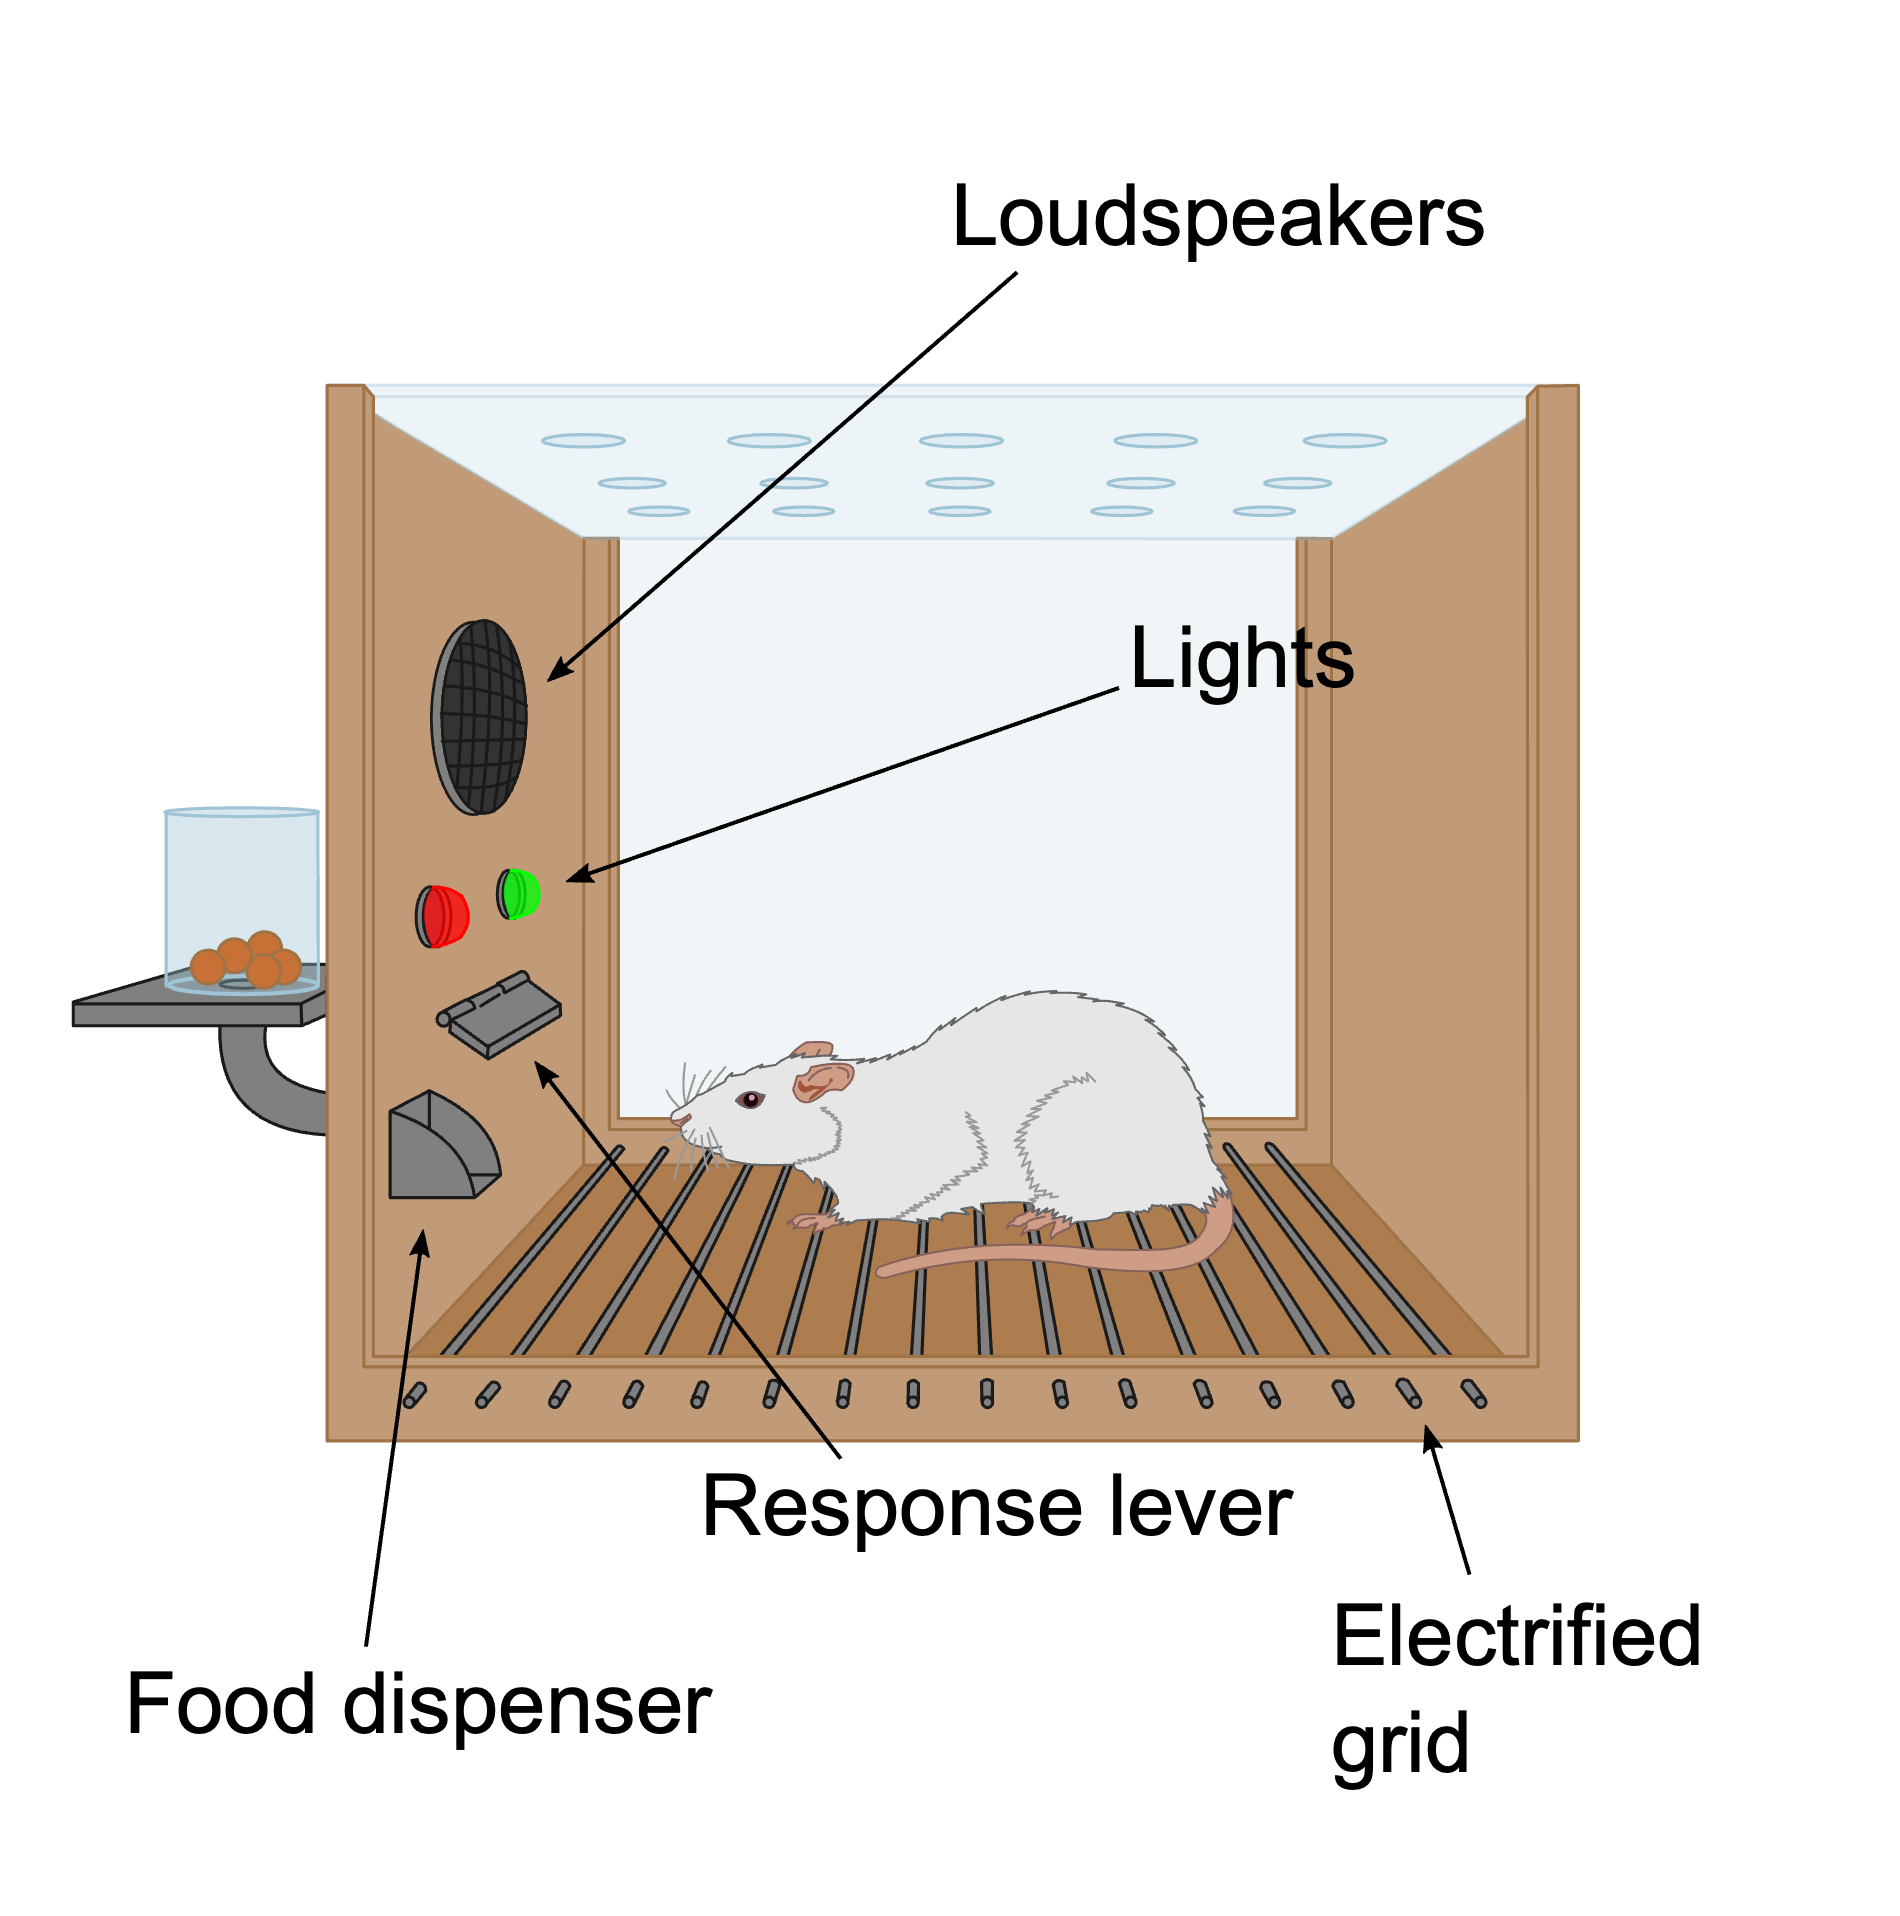 Loudspeakers
Lights
Response lever
Electrified
grid
Food dispenser